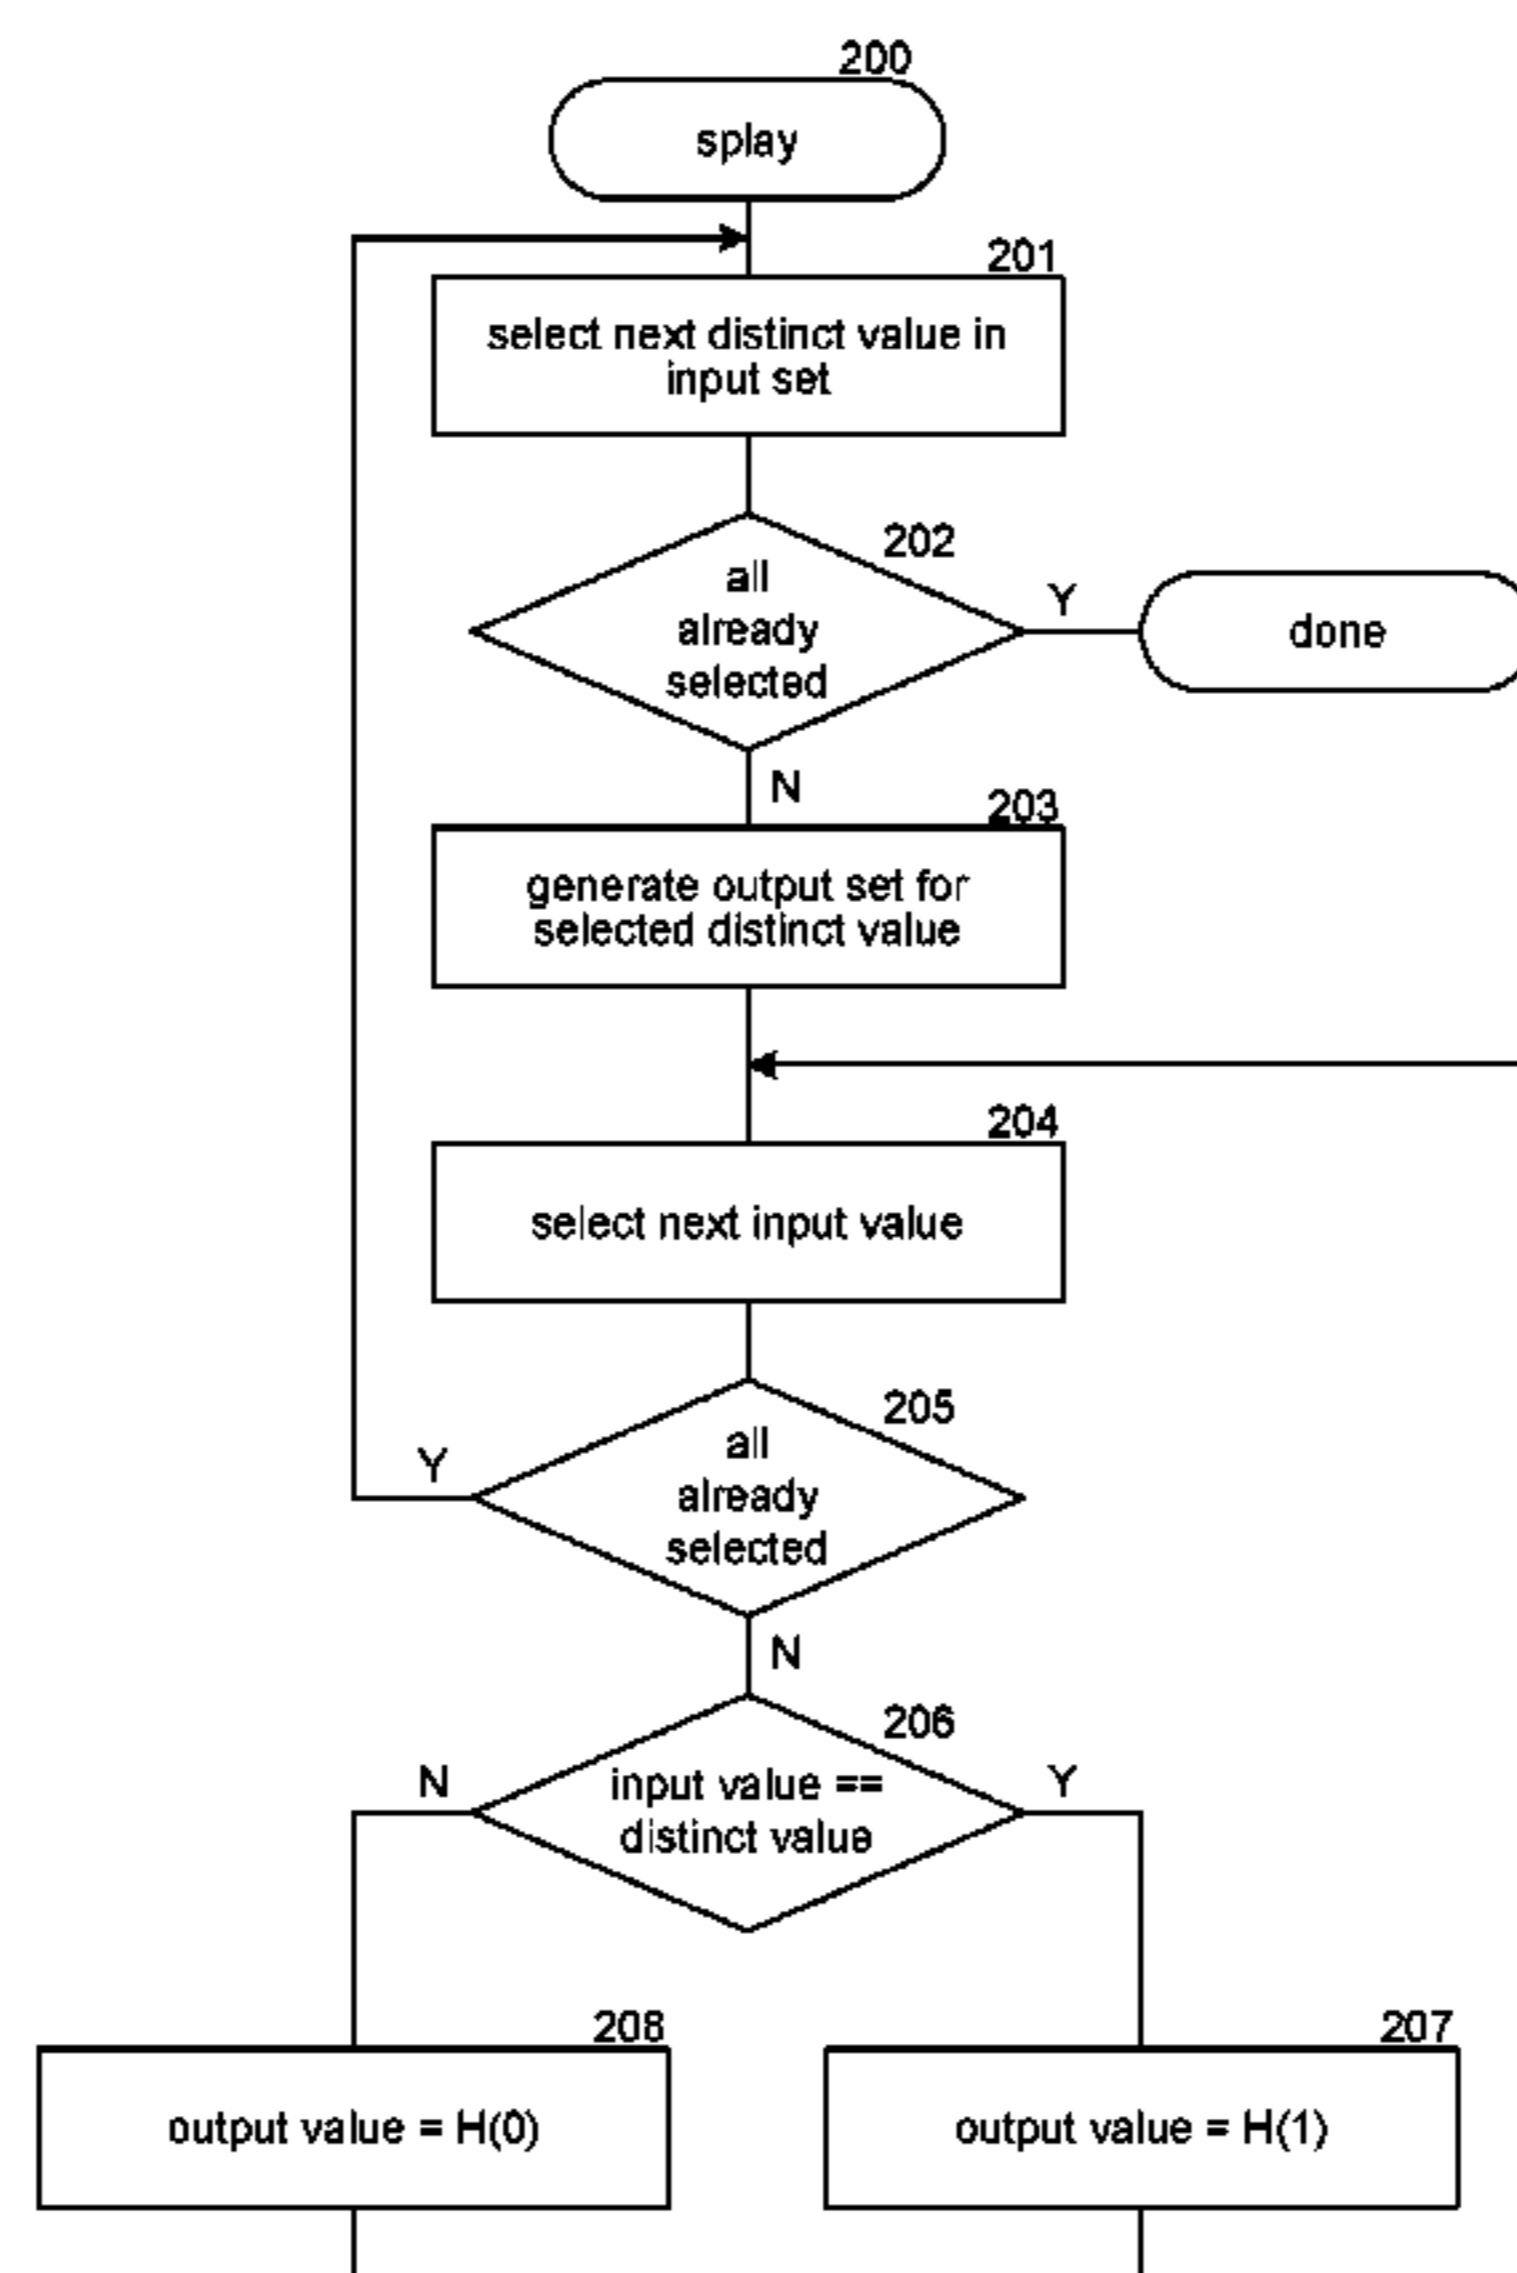 200
splay
201
select next distinct value in
input set
202
all
already
selected
Y
done
N
203
generate output set for
selected distinct value
204
select next input value
205
all
already
selected
Y
N
206
input value ==
distinct value
N
Y
208
output value = H(0)
207
output value = H(1)